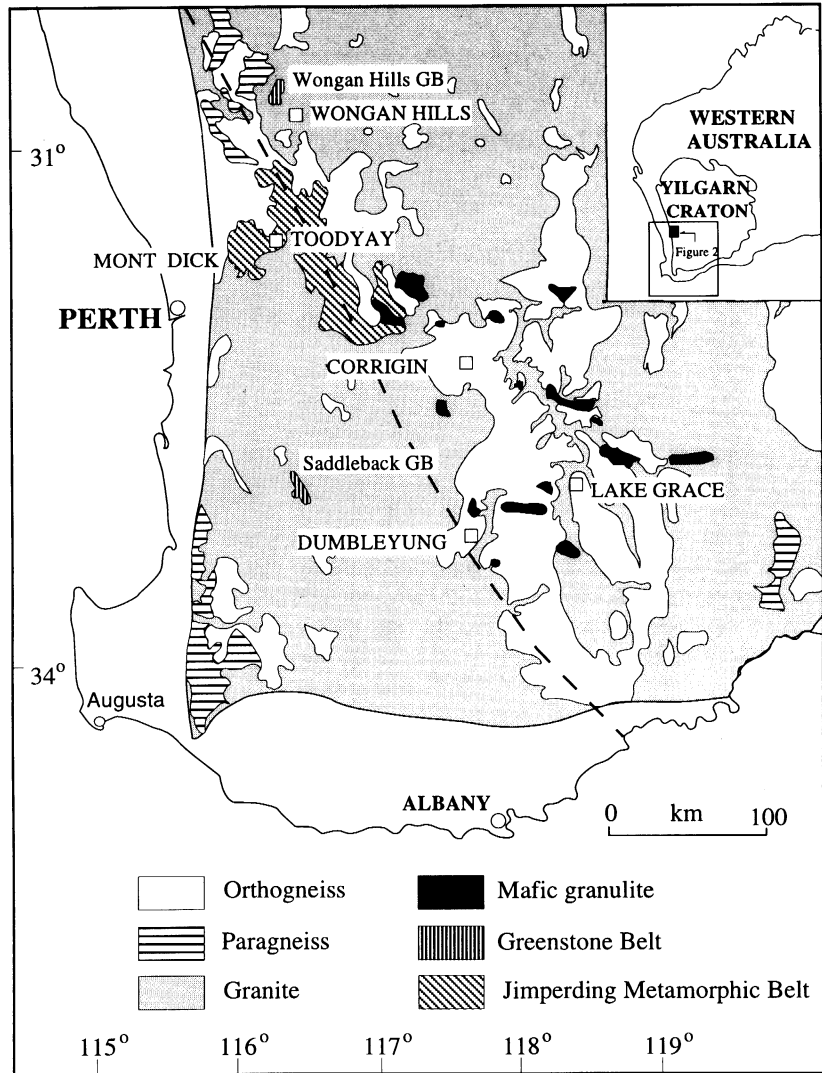 Wongan Hills GB
WONGAN HILLS
WESTERN
AUSTRALIA
31°
YILGARN
CRATON
TOODYAY
Figure 2
MONT DICK
PERTH
CORRIGIN
Saddleback GB
LAKE GRACE
DUMBLEYUNG
34°
Augusta
ALBANY
0 km 100
Orthogneiss
Mafic granulite
Paragneiss
Greenstone Belt
Granite
Jimperding Metamorphic Belt
115° 116° 117° 118° 119°